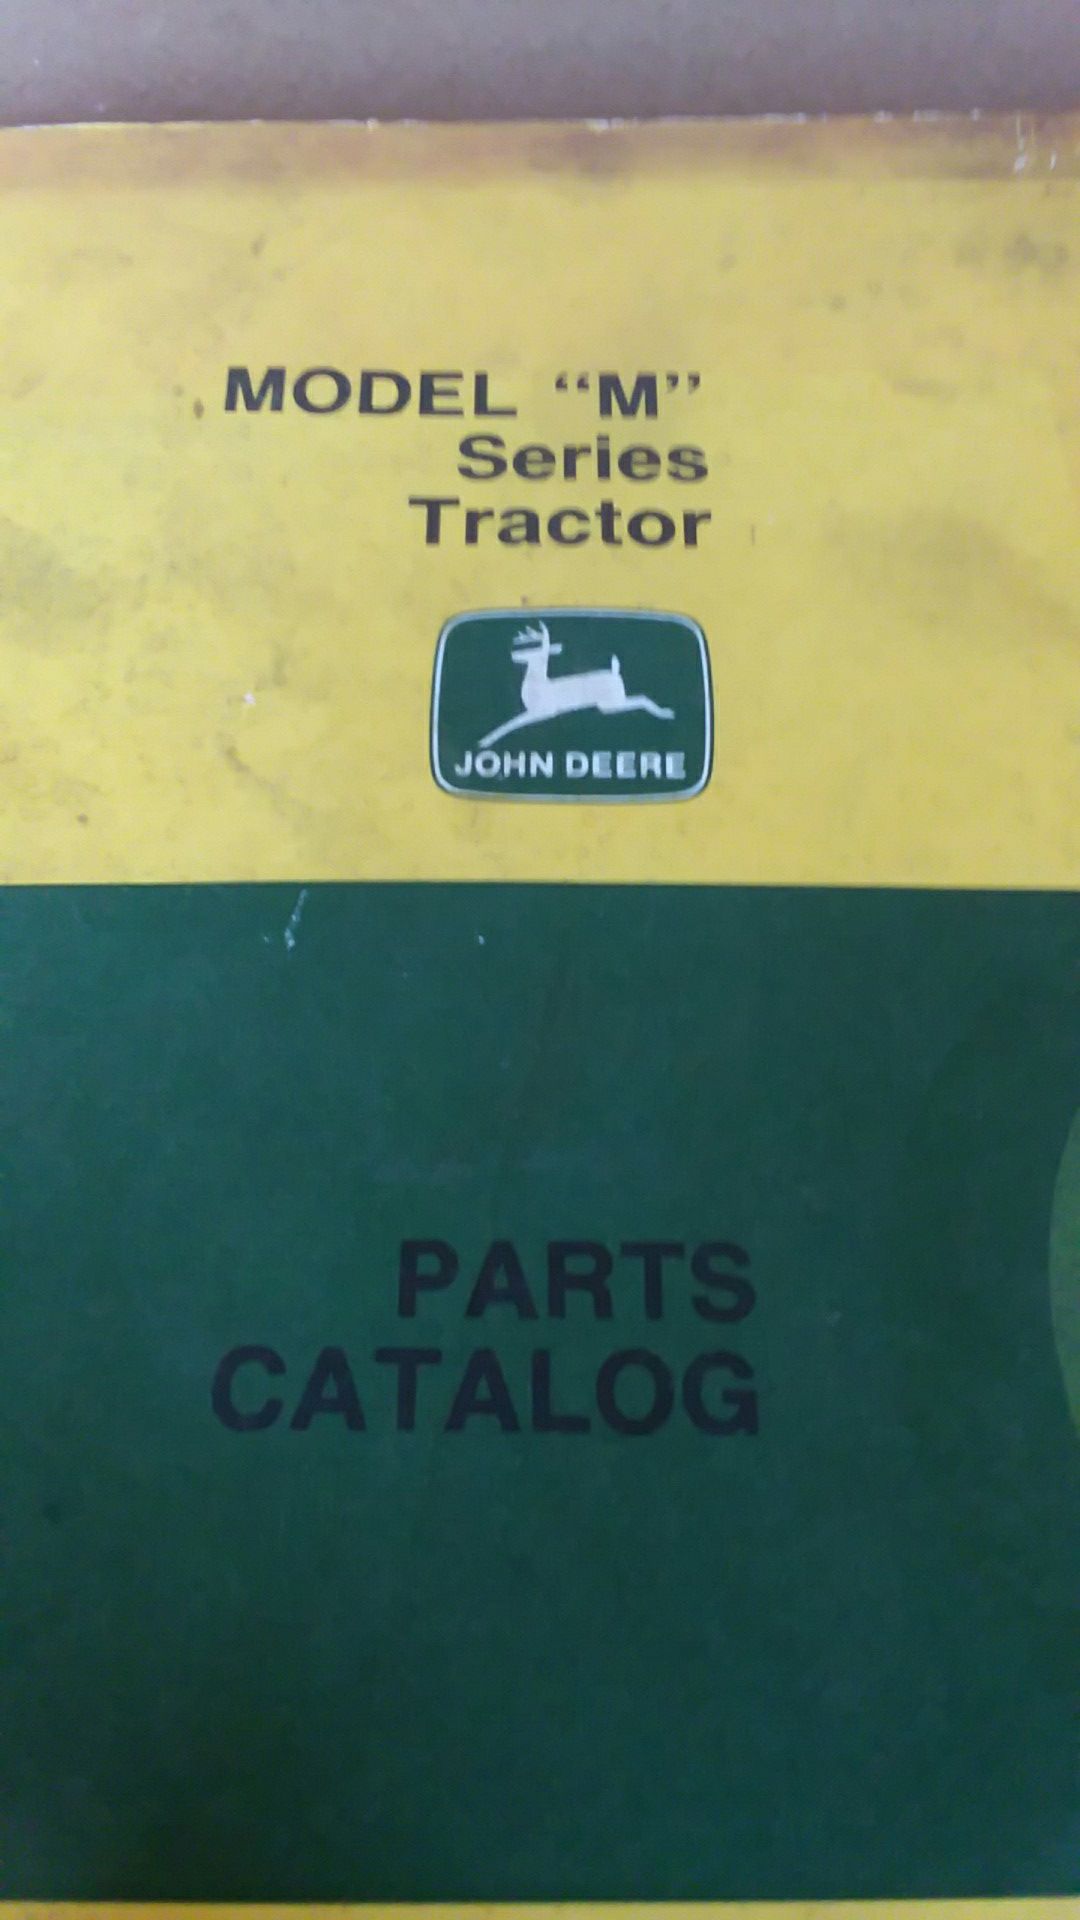 MODEL “M”
Series
Tractor
JOHN DEERE
PARTS
CATALOG